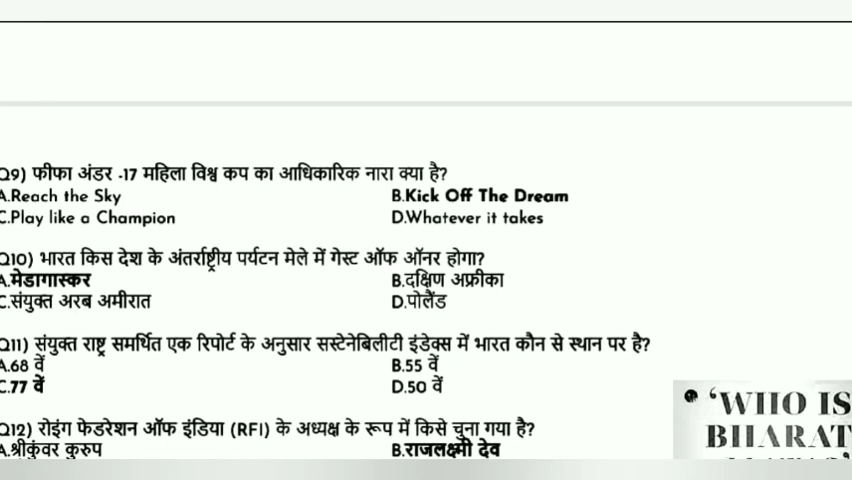 Q9) फीफा अंडर -17 महिला विश्व कप का आधिकारिक नारा क्या है?
A.Reach the Sky B.Kick Off The Dream
C.Play like a Champion D.Whatever it takes
Q10) भारत किस देश के अंतर्राष्ट्रीय पर्यटन मेले में गेस्ट ऑफ ऑनर होगा?
A.मेडागास्कर B.दक्षिण अफ्रीका
C.संयुक्त अरब अमीरात D.पोलैंड
Q11) संयुक्त राष्ट्र समर्थित एक रिपोर्ट के अनुसार सस्टेनेबिलीटी इंडेक्स में भारत कौन से स्थान पर है?
A.68 वें B.55 वें
C.77 वें D.50 वें
Q12) रोइंग फेडरेशन ऑफ इंडिया (RFI) के अध्यक्ष के रूप में किसे चुना गया है?
A.श्रीकुंवर कुरुप B.राजलक्ष्मी देव
‘WHO IS
BHARAT